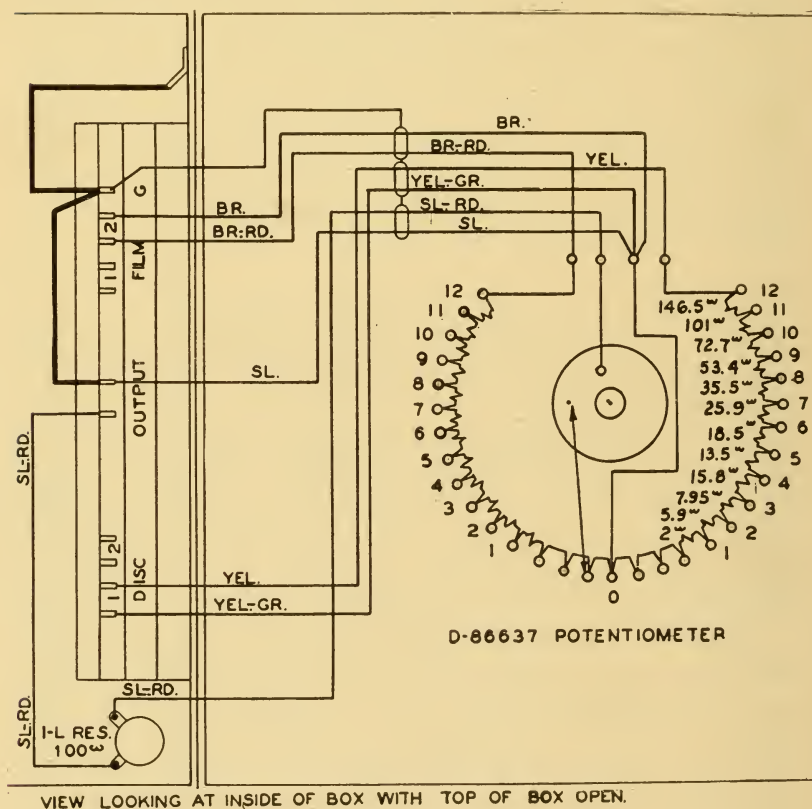 BR.
BR-RD.
YEL.
YEL-GR.
SL-RD.
SL.
G
BR.
2
BR-RD.
FILM
1
OUTPUT
SL.
SL-RD.
2
DISC
1
YEL.
YEL-GR.
SL-RD.
SL-RD.
1-L RES.
100ω
12
11
10
9
8
7
6
5
4
3
2
1
0
12
11
10
9
8
7
6
5
4
3
2
1
146.5ω
101ω
72.7ω
53.4ω
35.5ω
25.9ω
18.5ω
13.5ω
15.8ω
7.95ω
5.9ω
2ω
D-86637 POTENTIOMETER
VIEW LOOKING AT INSIDE OF BOX WITH TOP OF BOX OPEN.